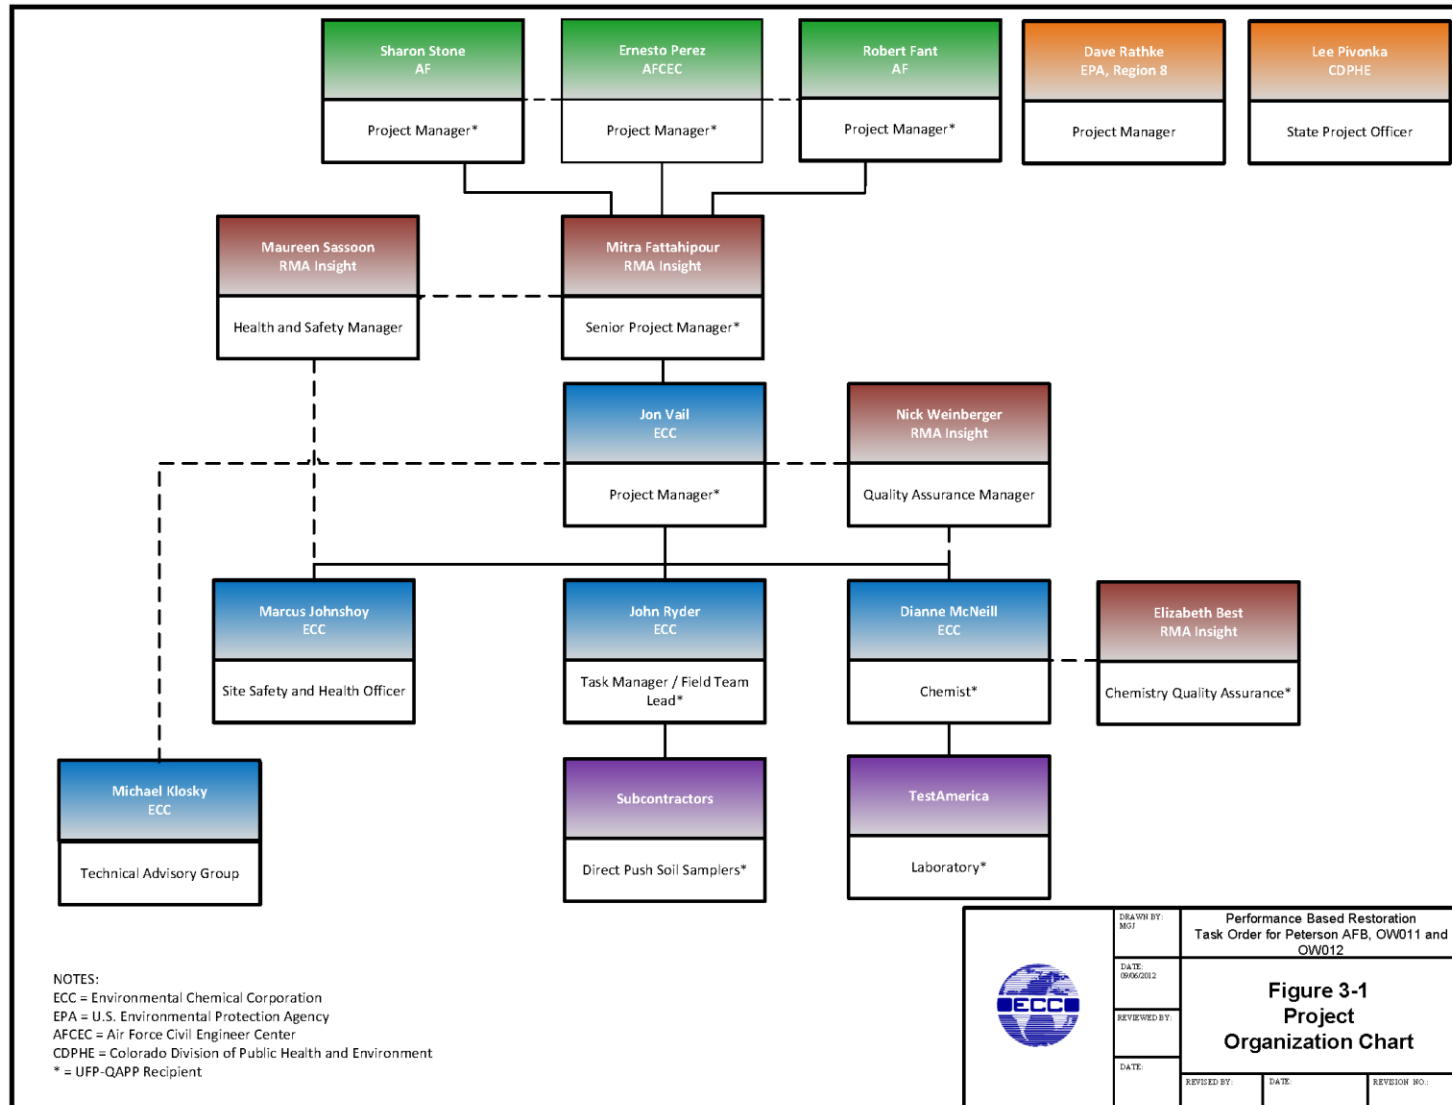 Sharon Stone
AF
Project Manager*
Ernesto Perez
AFCEC
Project Manager*
Robert Fant
AF
Project Manager*
Dave Rathke
EPA, Region 8
Project Manager
Lee Pivonka
CDPHE
State Project Officer
Maureen Sassoon
RMA Insight
Health and Safety Manager
Mitra Fattahipour
RMA Insight
Senior Project Manager*
Jon Vail
ECC
Project Manager*
Nick Weinberger
RMA Insight
Quality Assurance Manager
Marcus Johnshoy
ECC
Site Safety and Health Officer
John Ryder
ECC
Task Manager / Field Team
Lead*
Dianne McNeill
ECC
Chemist*
Elizabeth Best
RMA Insight
Chemistry Quality Assurance*
Michael Klosky
ECC
Technical Advisory Group
Subcontractors
Direct Push Soil Samplers*
TestAmerica
Laboratory*
NOTES:
ECC = Environmental Chemical Corporation
EPA = U.S. Environmental Protection Agency
AFCEC = Air Force Civil Engineer Center
CDPHE = Colorado Division of Public Health and Environment
* = UFP-QAPP Recipient
ECC
DRAWN BY:
MGJ
DATE:
09/06/2012
REVIEWED BY:
DATE:
Performance Based Restoration
Task Order for Peterson AFB, OW011 and
OW012
Figure 3-1
Project
Organization Chart
REVISED BY:
DATE:
REVISION NO.: